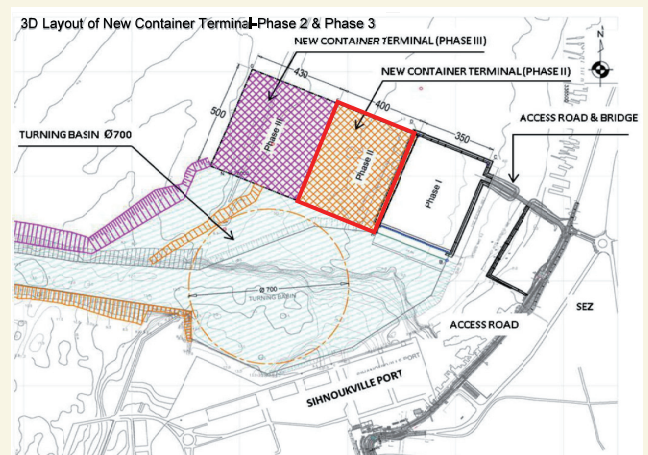 3D Layout of New Container Terminal-Phase 2 & Phase 3
NEW CONTAINER TERMINAL (PHASE III)
N
NEW CONTAINER TERMINAL (PHASE II)
430
400
350
500
ACCESS ROAD & BRIDGE
TURNING BASIN Ø700
Phase III
Phase II
Phase I
Ø 700
TURNING BASIN
SEZ
ACCESS ROAD
SIHNOUKVILLE PORT